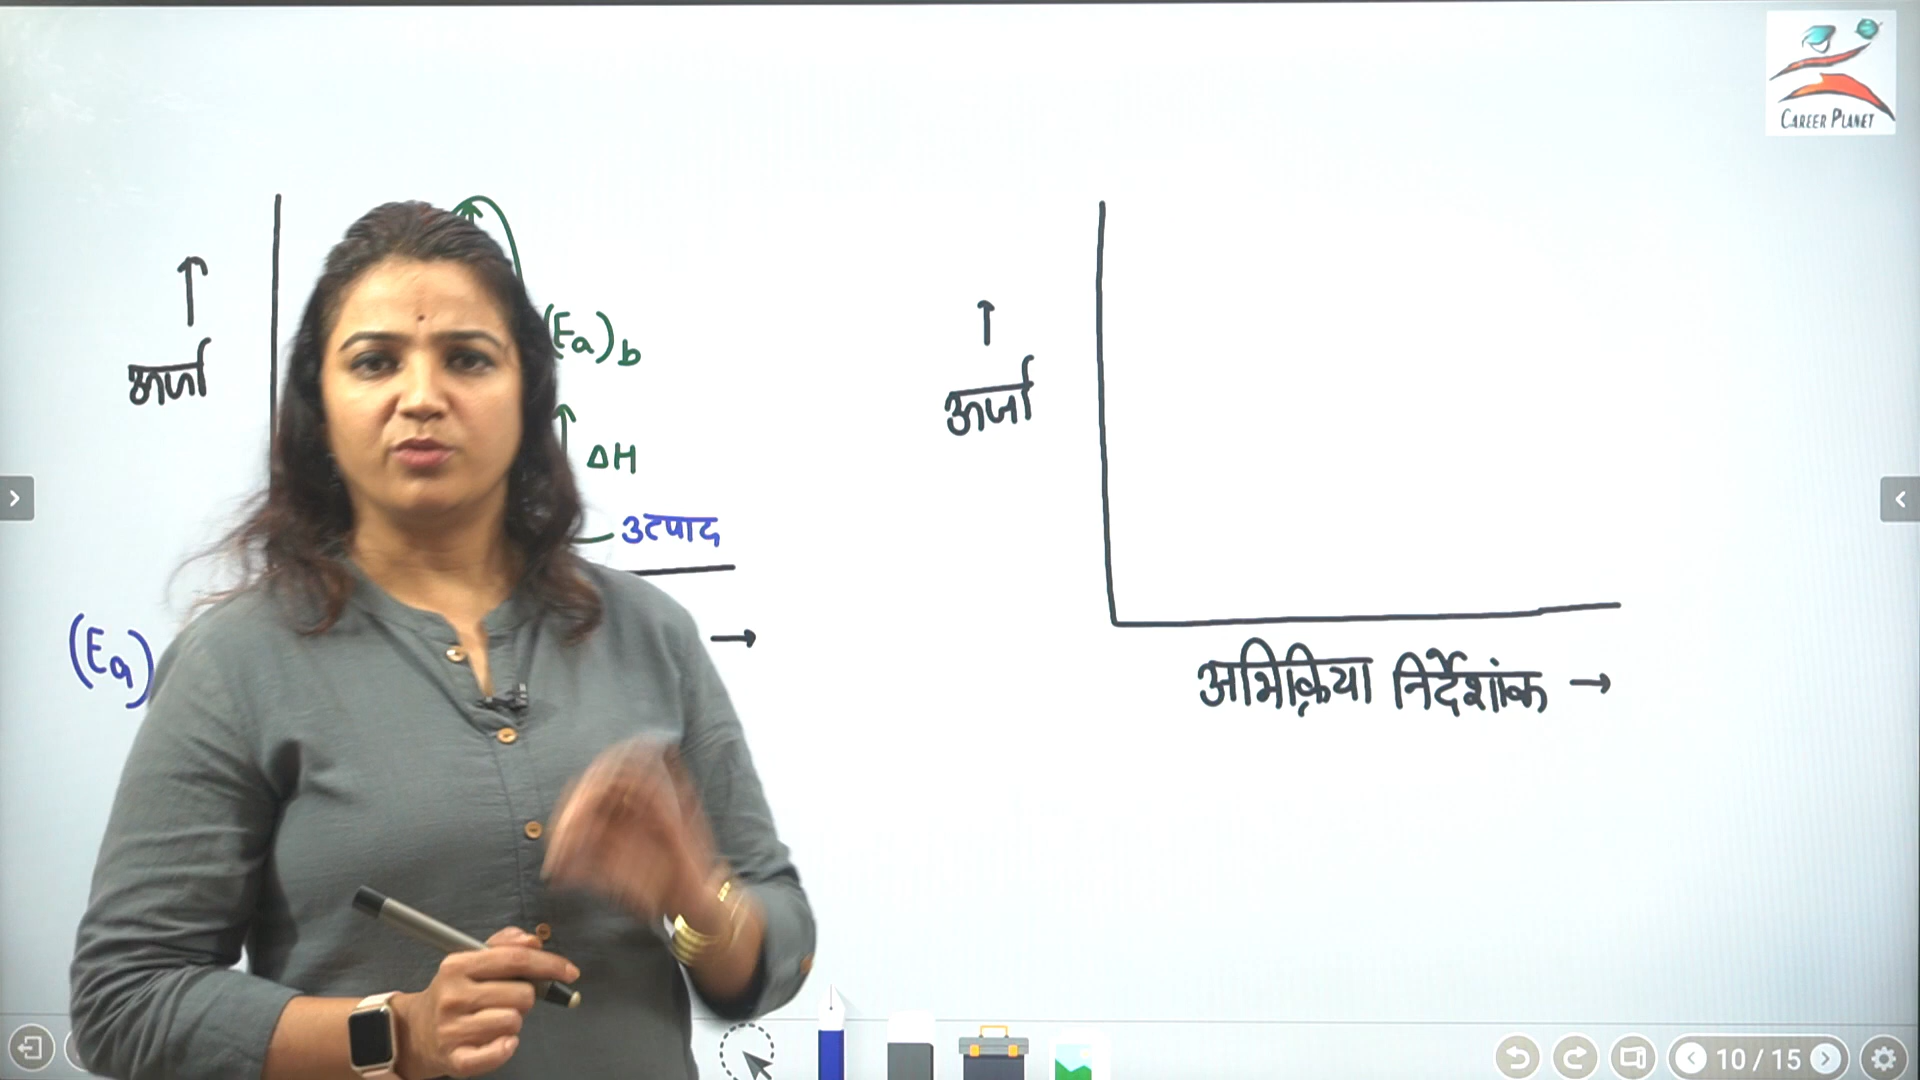 CAREER PLANET
ऊर्जा
(Ea)b
ΔH
उत्पाद
(Ea)
→
ऊर्जा
अभिक्रिया निर्देशांक →
10 / 15